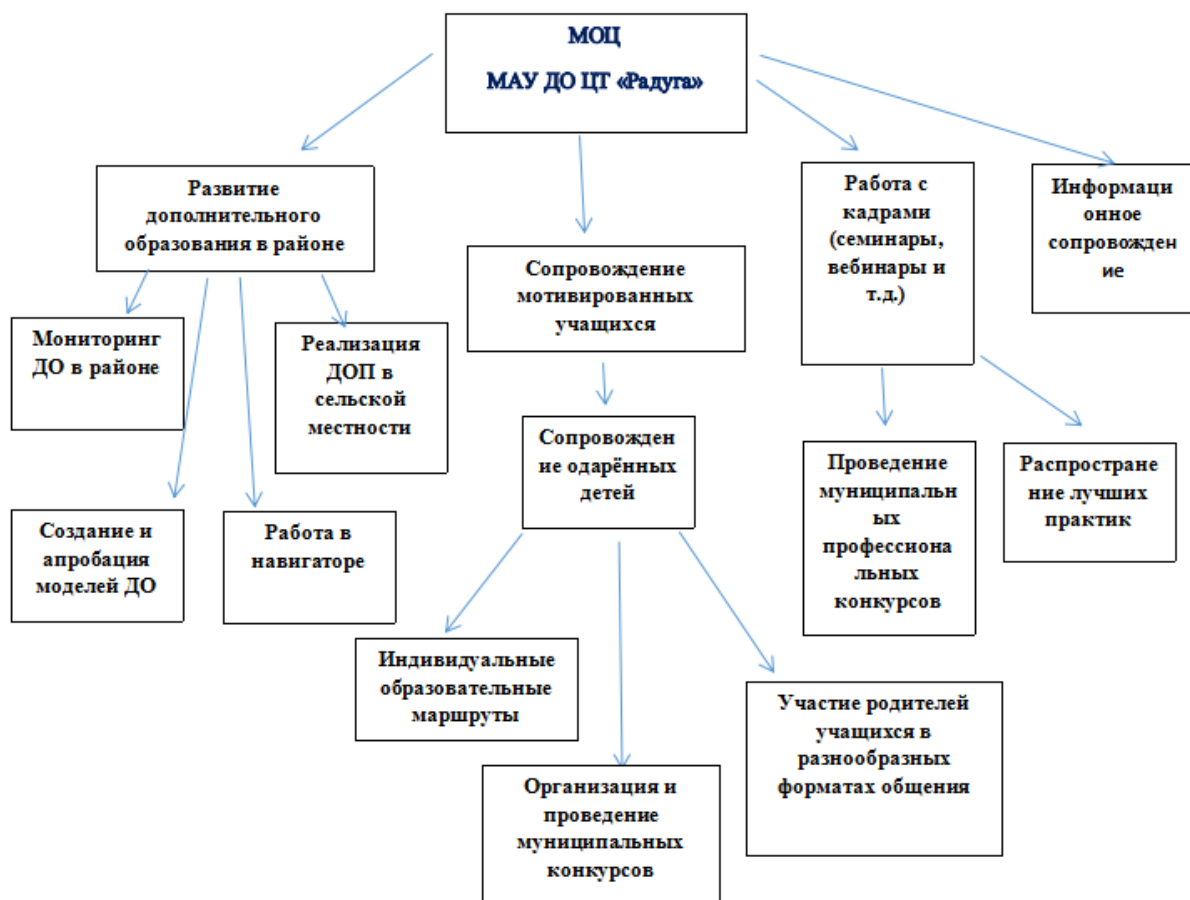 МОЦ
МАУ ДО ЦТ «Радуга»
Развитие
дополнительного
образования в районе
Сопровождение
мотивированных
учащихся
Работа с
кадрами
(семинары,
вебинары и
т.д.)
Информаци
онное
сопровожден
ие
Мониторинг
ДО в районе
Реализация
ДОП в
сельской
местности
Создание и
апробация
моделей ДО
Работа в
навигаторе
Сопровожден
ие одарённых
детей
Проведение
муниципальн
ых
профессиона
льных
конкурсов
Распростране
ние лучших
практик
Индивидуальные
образовательные
маршруты
Организация и
проведение
муниципальных
конкурсов
Участие родителей
учащихся в
разнообразных
форматах общения